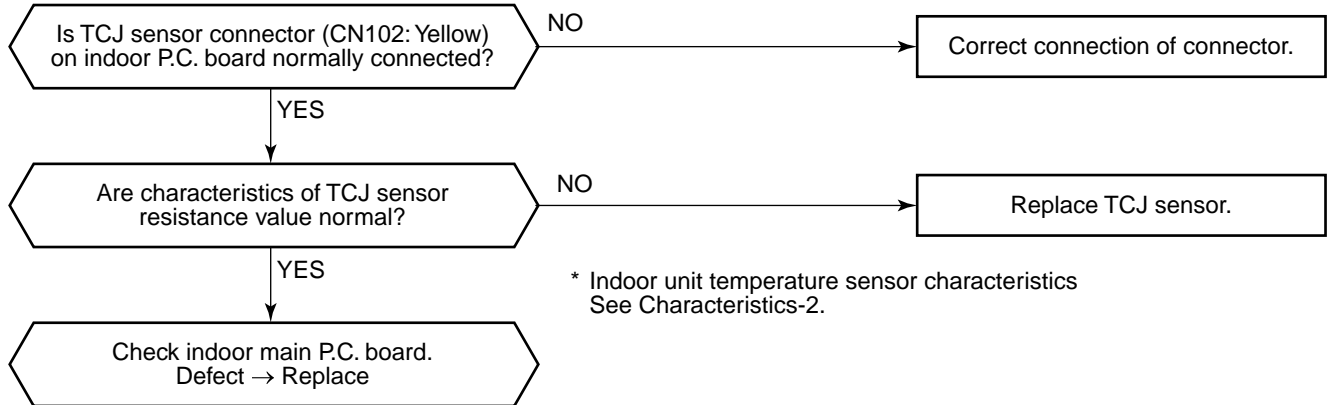 Is TCJ sensor connector (CN102: Yellow)
on indoor P.C. board normally connected?
NO
Correct connection of connector.
YES
Are characteristics of TCJ sensor
resistance value normal?
NO
Replace TCJ sensor.
YES
* Indoor unit temperature sensor characteristics
See Characteristics-2.
Check indoor main P.C. board.
Defect → Replace